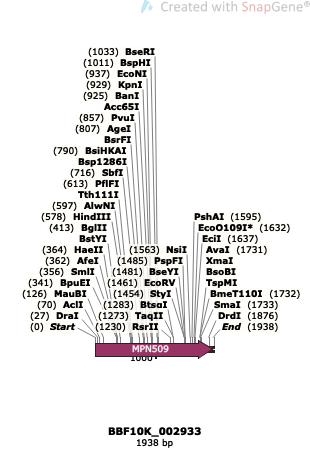 Created with SnapGene®
(1033) BseRI
(1011) BspHI
(937) EcoNI
(929) KpnI
(925) BanI
Acc65I
(857) PvuI
(807) AgeI
BsrFI
(790) BsiHKAI
Bsp1286I
(716) SbfI
(613) PflFI
Tth111I
(597) AlwNI
(578) HindIII
(413) BglII
BstYI
(364) HaeII
(362) AfeI
(356) SmlI
(341) BpuEI
(126) MauBI
(70) AclI
(27) DraI
(0) Start
(1563) NsiI
(1485) PspFI
(1481) BseYI
(1461) EcoRV
(1454) StyI
(1283) BtsαI
(1273) TaqII
(1230) RsrII
PshAI (1595)
EcoO109I* (1632)
EciI (1637)
AvaI (1731)
XmaI
BsoBI
TspMI
BmeT110I (1732)
SmaI (1733)
DrdI (1876)
End (1938)
MPN509
1000
BBF10K_002933
1938 bp